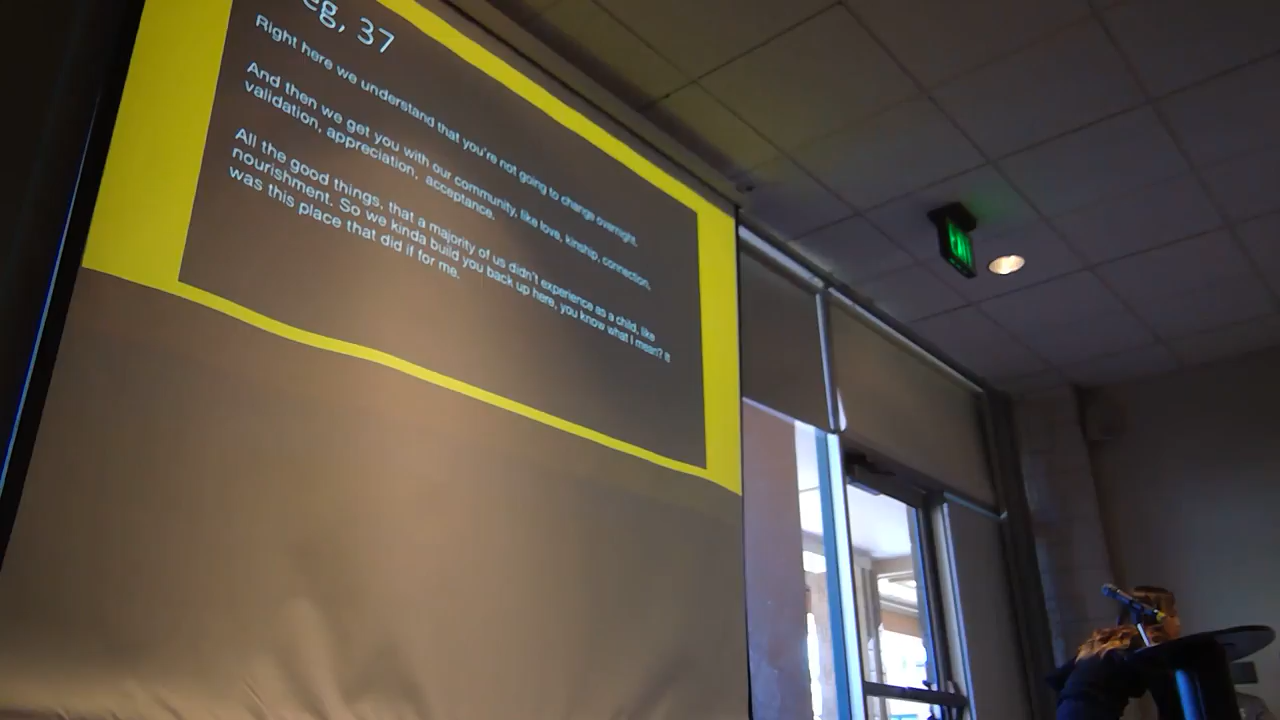 eg, 37
Right here we understand that you're not going to change overnight.
And then we get you with our community, like love, kinship, connection,
validation, appreciation, acceptance.
All the good things, that a majority of us didn't experience as a child, like
nourishment. So we kinda build you back up here, you know what I mean? It
was this place that did if for me.